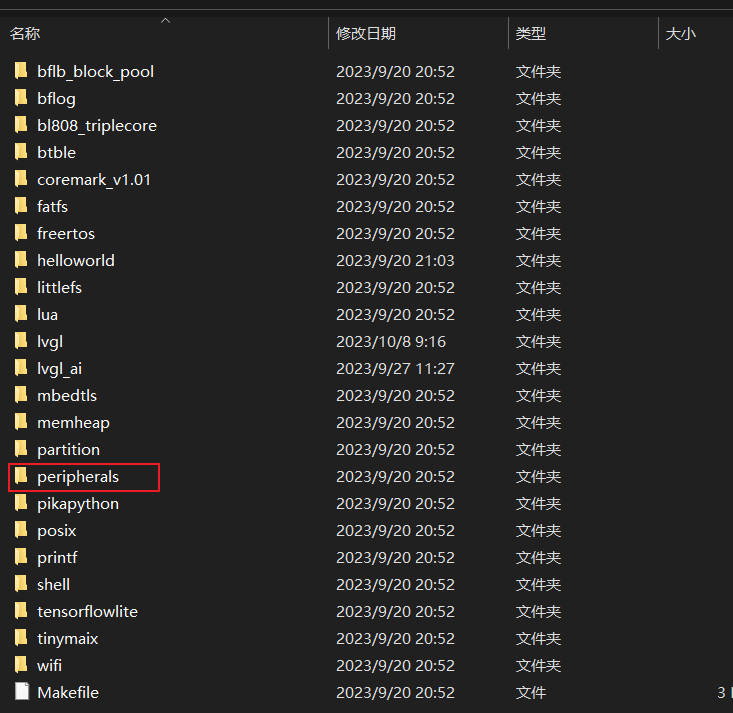 名称 修改日期 类型 大小
bflb_block_pool 2023/9/20 20:52 文件夹
bflog 2023/9/20 20:52 文件夹
bl808_triplecore 2023/9/20 20:52 文件夹
btble 2023/9/20 20:52 文件夹
coremark_v1.01 2023/9/20 20:52 文件夹
fatfs 2023/9/20 20:52 文件夹
freertos 2023/9/20 20:52 文件夹
helloworld 2023/9/20 21:03 文件夹
littlefs 2023/9/20 20:52 文件夹
lua 2023/9/20 20:52 文件夹
lvgl 2023/10/8 9:16 文件夹
lvgl_ai 2023/9/27 11:27 文件夹
mbedtls 2023/9/20 20:52 文件夹
memheap 2023/9/20 20:52 文件夹
partition 2023/9/20 20:52 文件夹
peripherals 2023/9/20 20:52 文件夹
pikapython 2023/9/20 20:52 文件夹
posix 2023/9/20 20:52 文件夹
printf 2023/9/20 20:52 文件夹
shell 2023/9/20 20:52 文件夹
tensorflowlite 2023/9/20 20:52 文件夹
tinymaix 2023/9/20 20:52 文件夹
wifi 2023/9/20 20:52 文件夹
Makefile 2023/9/20 20:52 文件 3